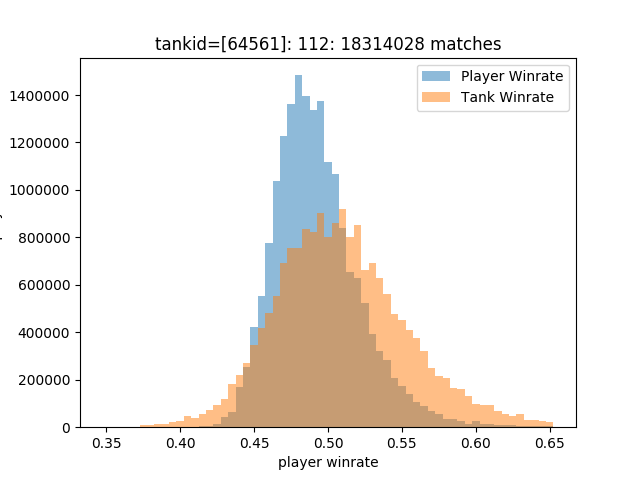 tankid=[64561]: 112: 18314028 matches
Player Winrate
Tank Winrate
1400000
1200000
1000000
800000
600000
400000
200000
0
0.35 0.40 0.45 0.50 0.55 0.60 0.65
player winrate